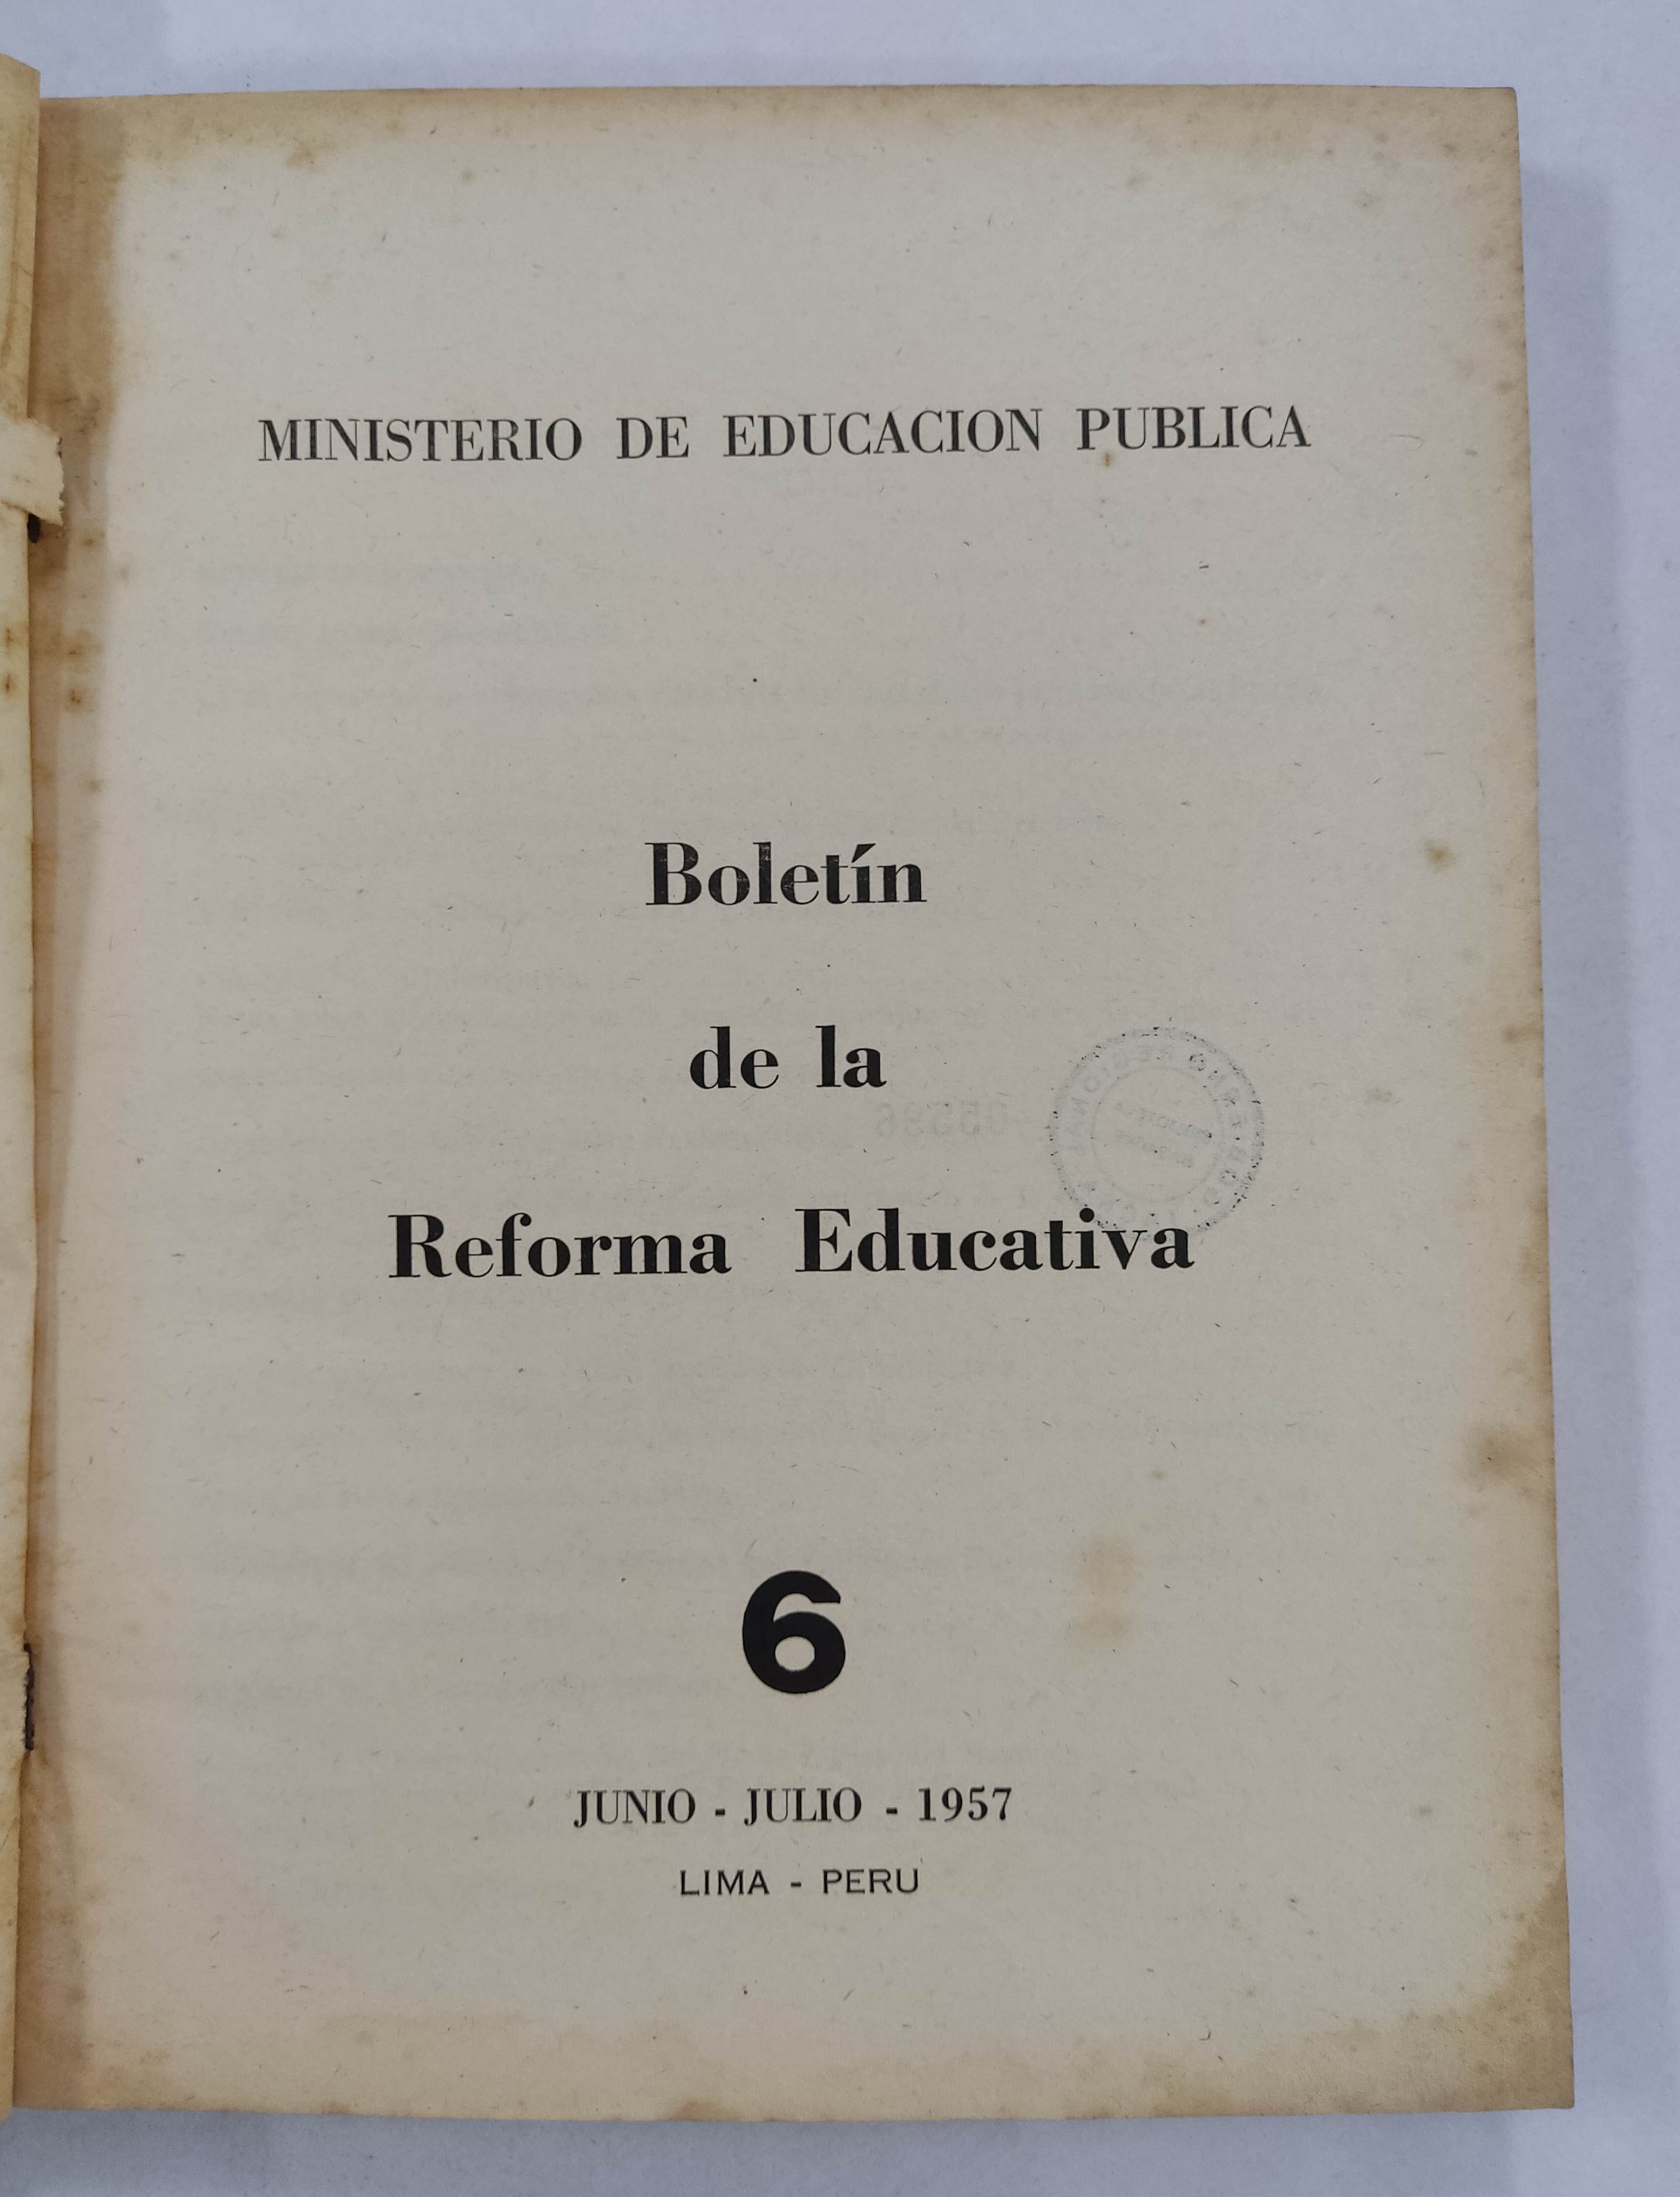 MINISTERIO DE EDUCACION PUBLICA
Boletín
de la
Reforma Educativa
6
JUNIO - JULIO - 1957
LIMA - PERU